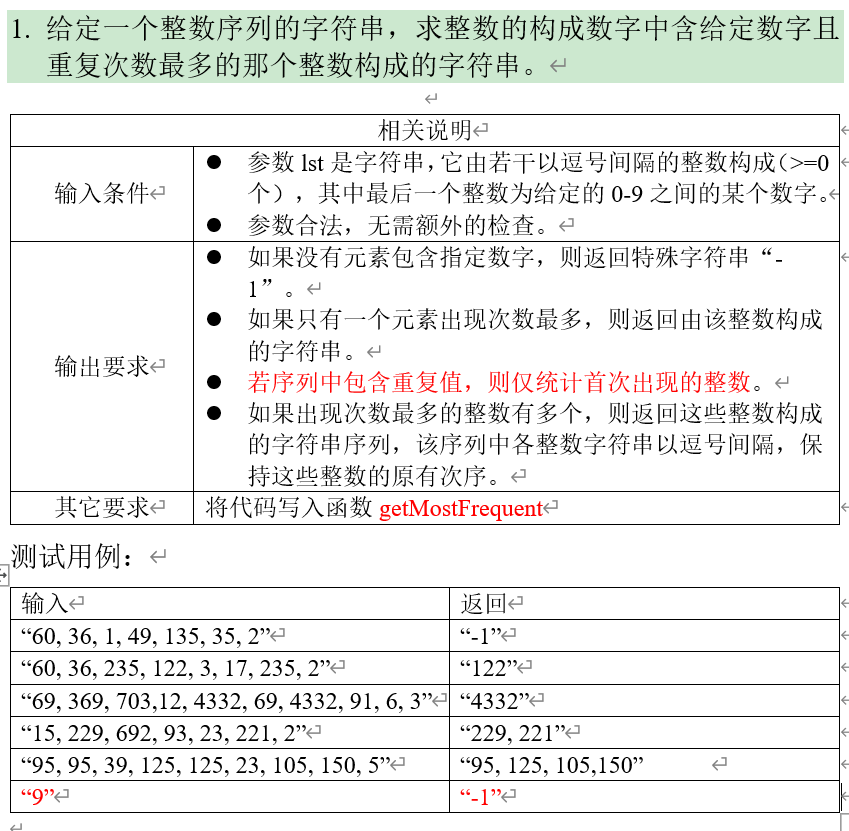 1. 给定一个整数序列的字符串，求整数的构成数字中含给定数字且
重复次数最多的那个整数构成的字符串。
相关说明
输入条件
● 参数 lst 是字符串，它由若干以逗号间隔的整数构成（>=0
个），其中最后一个整数为给定的 0-9 之间的某个数字。
● 参数合法，无需额外的检查。
输出要求
● 如果没有元素包含指定数字，则返回特殊字符串“-
1”。
● 如果只有一个元素出现次数最多，则返回由该整数构成
的字符串。
● 若序列中包含重复值，则仅统计首次出现的整数。
● 如果出现次数最多的整数有多个，则返回这些整数构成
的字符串序列，该序列中各整数字符串以逗号间隔，保
持这些整数的原有次序。
其它要求 将代码写入函数 getMostFrequent
测试用例：
输入 返回
“60, 36, 1, 49, 135, 35, 2” “-1”
“60, 36, 235, 122, 3, 17, 235, 2” “122”
“69, 369, 703,12, 4332, 69, 4332, 91, 6, 3” “4332”
“15, 229, 692, 93, 23, 221, 2” “229, 221”
“95, 95, 39, 125, 125, 23, 105, 150, 5” “95, 125, 105,150”
“9” “-1”